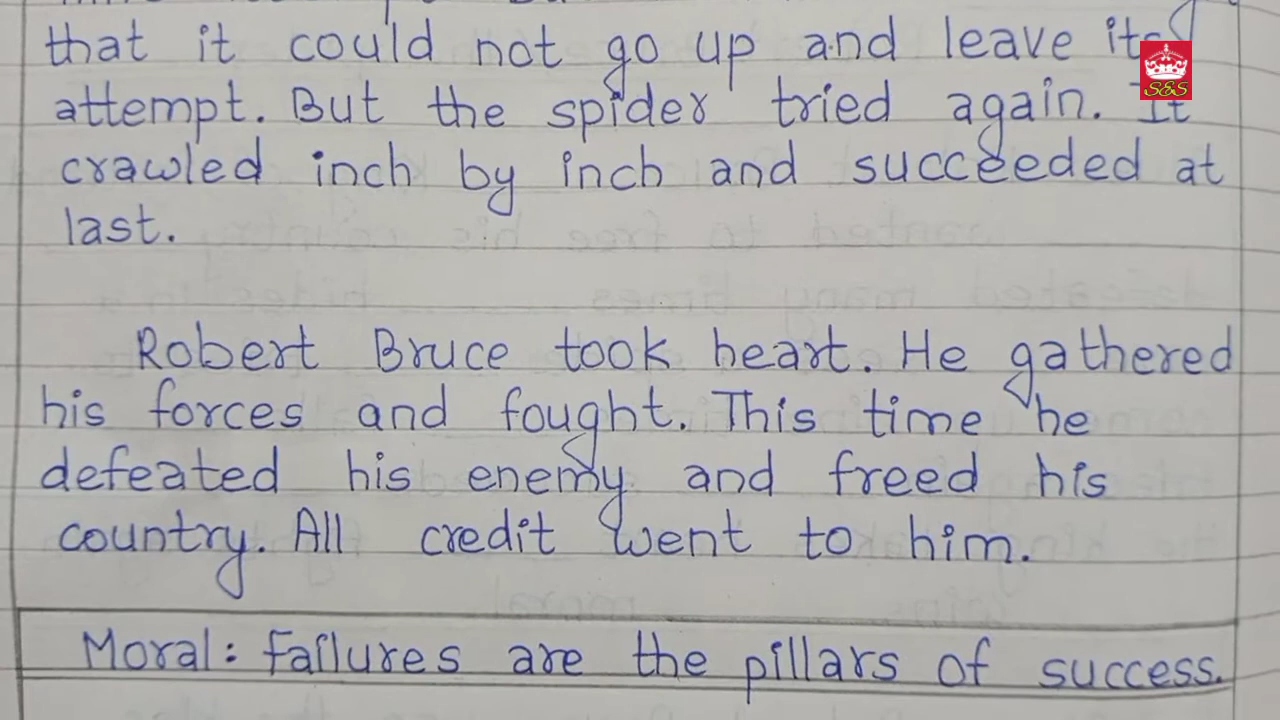 that it could not go up and leave its
attempt. But the spider tried again. It
crawled inch by inch and succeeded at
last.
Robert Bruce took heart. He gathered
his forces and fought. This time he
defeated his enemy and freed his
country. All credit went to him.
Moral: Failures are the pillars of success.
S&S